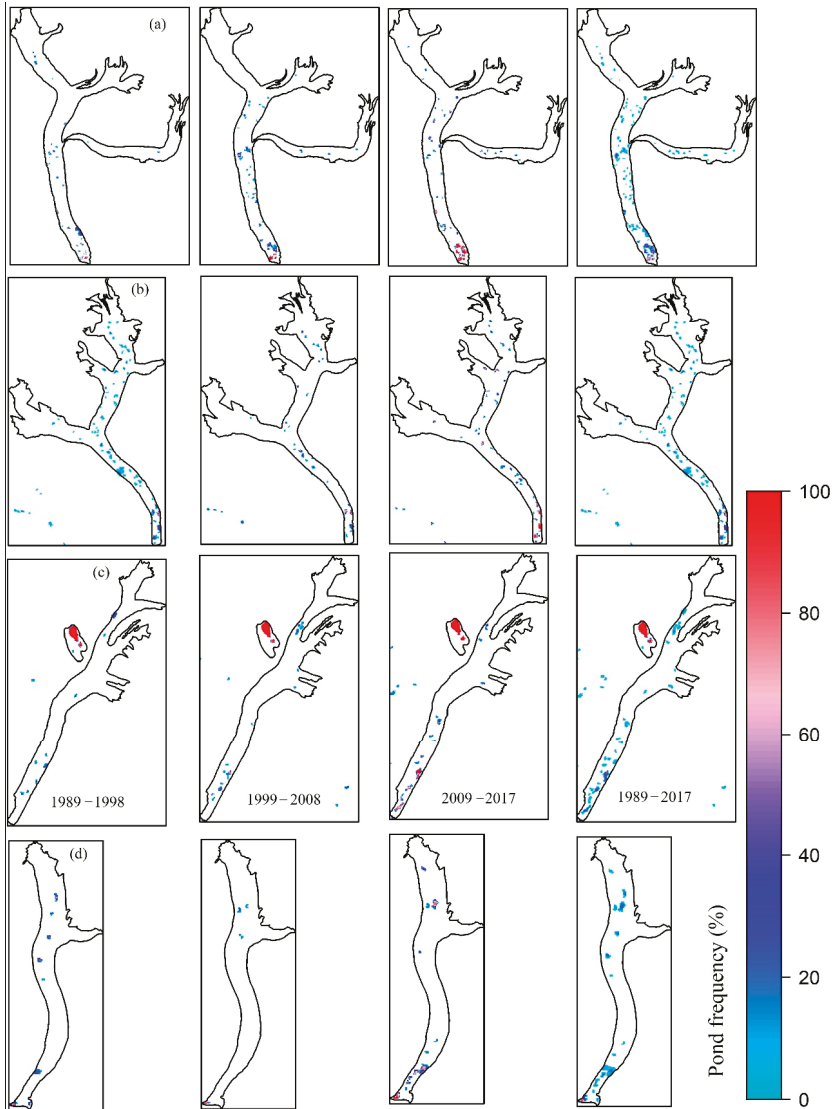 (a)
(b)
(c)
1989 – 1998
1999 – 2008
2009 – 2017
1989 – 2017
(d)
100
80
60
40
20
0
Pond frequency (%)